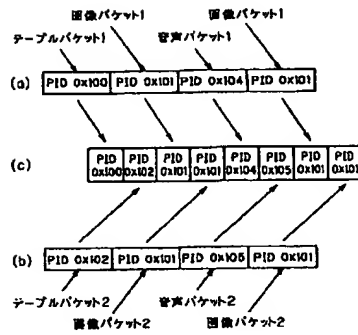 画像パケット1 画像パケット1
テーブルパケット1 音声パケット1
(a) PID 0x100 PID 0x101 PID 0x104 PID 0x101
(c) PID 0x100 PID 0x102 PID 0x101 PID 0x101 PID 0x104 PID 0x105 PID 0x101 PID 0x101
(b) PID 0x102 PID 0x101 PID 0x105 PID 0x101
テーブルパケット2 音声パケット2
画像パケット2 画像パケット2